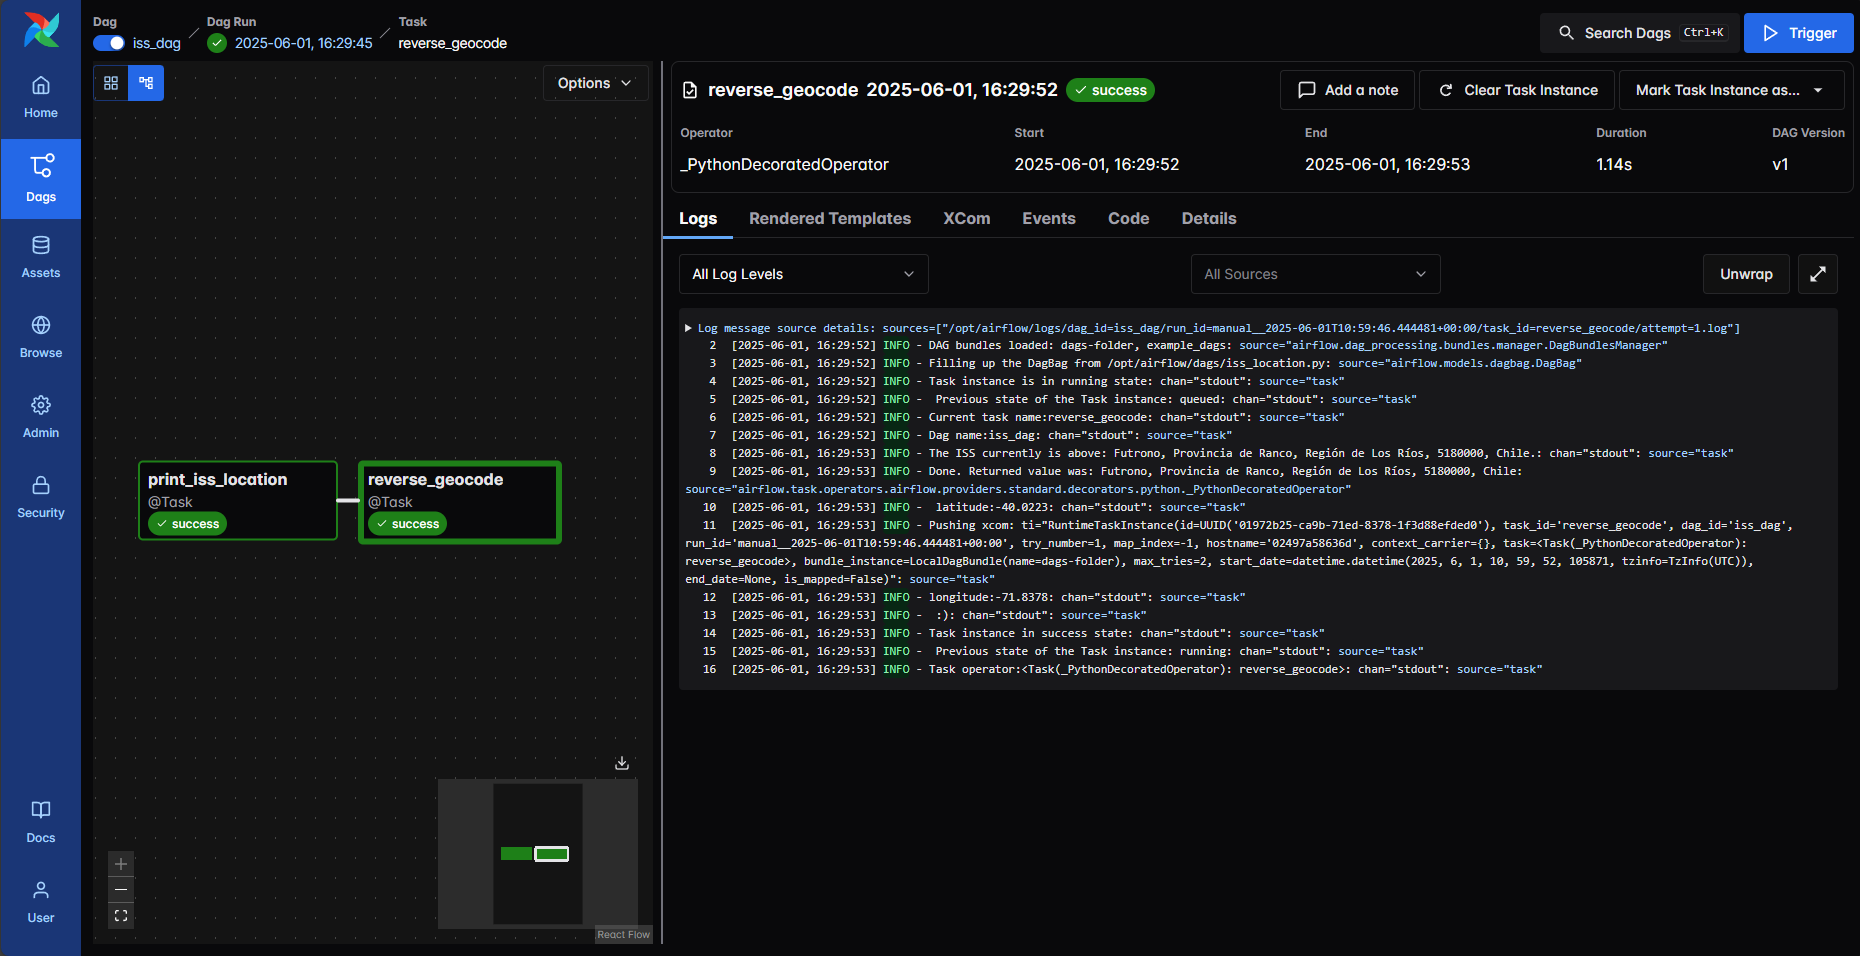 Dag
iss_dag
Dag Run
2025-06-01, 16:29:45
Task
reverse_geocode
Search Dags Ctrl+K
Trigger
Home
Dags
Assets
Browse
Admin
Security
Docs
User
Options
print_iss_location
@Task
success
reverse_geocode
@Task
success
React Flow
reverse_geocode 2025-06-01, 16:29:52 success
Add a note
Clear Task Instance
Mark Task Instance as...
Operator Start End Duration DAG Version
_PythonDecoratedOperator 2025-06-01, 16:29:52 2025-06-01, 16:29:53 1.14s v1
Logs Rendered Templates XCom Events Code Details
All Log Levels All Sources Unwrap
Log message source details: sources=["/opt/airflow/logs/dag_id=iss_dag/run_id=manual__2025-06-01T10:59:46.444481+00:00/task_id=reverse_geocode/attempt=1.log"]
2 [2025-06-01, 16:29:52] INFO - DAG bundles loaded: dags-folder, example_dags: source="airflow.dag_processing.bundles.manager.DagBundlesManager"
3 [2025-06-01, 16:29:52] INFO - Filling up the DagBag from /opt/airflow/dags/iss_location.py: source="airflow.models.dagbag.DagBag"
4 [2025-06-01, 16:29:52] INFO - Task instance is in running state: chan="stdout": source="task"
5 [2025-06-01, 16:29:52] INFO -  Previous state of the Task instance: queued: chan="stdout": source="task"
6 [2025-06-01, 16:29:52] INFO - Current task name:reverse_geocode: chan="stdout": source="task"
7 [2025-06-01, 16:29:52] INFO - Dag name:iss_dag: chan="stdout": source="task"
8 [2025-06-01, 16:29:53] INFO - The ISS currently is above: Futrono, Provincia de Ranco, Región de Los Ríos, 5180000, Chile.: chan="stdout": source="task"
9 [2025-06-01, 16:29:53] INFO - Done. Returned value was: Futrono, Provincia de Ranco, Región de Los Ríos, 5180000, Chile:
source="airflow.task.operators.airflow.providers.standard.decorators.python._PythonDecoratedOperator"
10 [2025-06-01, 16:29:53] INFO -  latitude:-40.0223: chan="stdout": source="task"
11 [2025-06-01, 16:29:53] INFO - Pushing xcom: ti="RuntimeTaskInstance(id=UUID('01972b25-ca9b-71ed-8378-1f3d88efded0'), task_id='reverse_geocode', dag_id='iss_dag',
run_id='manual__2025-06-01T10:59:46.444481+00:00', try_number=1, map_index=-1, hostname='02497a58636d', context_carrier={}, task=<Task(_PythonDecoratedOperator):
reverse_geocode>, bundle_instance=LocalDagBundle(name=dags-folder), max_tries=2, start_date=datetime.datetime(2025, 6, 1, 10, 59, 52, 105871, tzinfo=TzInfo(UTC)),
end_date=None, is_mapped=False)": source="task"
12 [2025-06-01, 16:29:53] INFO - longitude:-71.8378: chan="stdout": source="task"
13 [2025-06-01, 16:29:53] INFO -  :): chan="stdout": source="task"
14 [2025-06-01, 16:29:53] INFO - Task instance in success state: chan="stdout": source="task"
15 [2025-06-01, 16:29:53] INFO -  Previous state of the Task instance: running: chan="stdout": source="task"
16 [2025-06-01, 16:29:53] INFO - Task operator:<Task(_PythonDecoratedOperator): reverse_geocode>: chan="stdout": source="task"